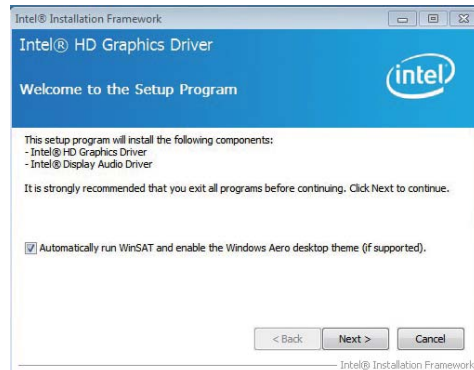 Intel® Installation Framework
Intel® HD Graphics Driver
intel
Welcome to the Setup Program
This setup program will install the following components:
- Intel® HD Graphics Driver
- Intel® Display Audio Driver
It is strongly recommended that you exit all programs before continuing. Click Next to continue.
Automatically run WinSAT and enable the Windows Aero desktop theme (if supported).
< Back Next > Cancel
Intel® Installation Framework